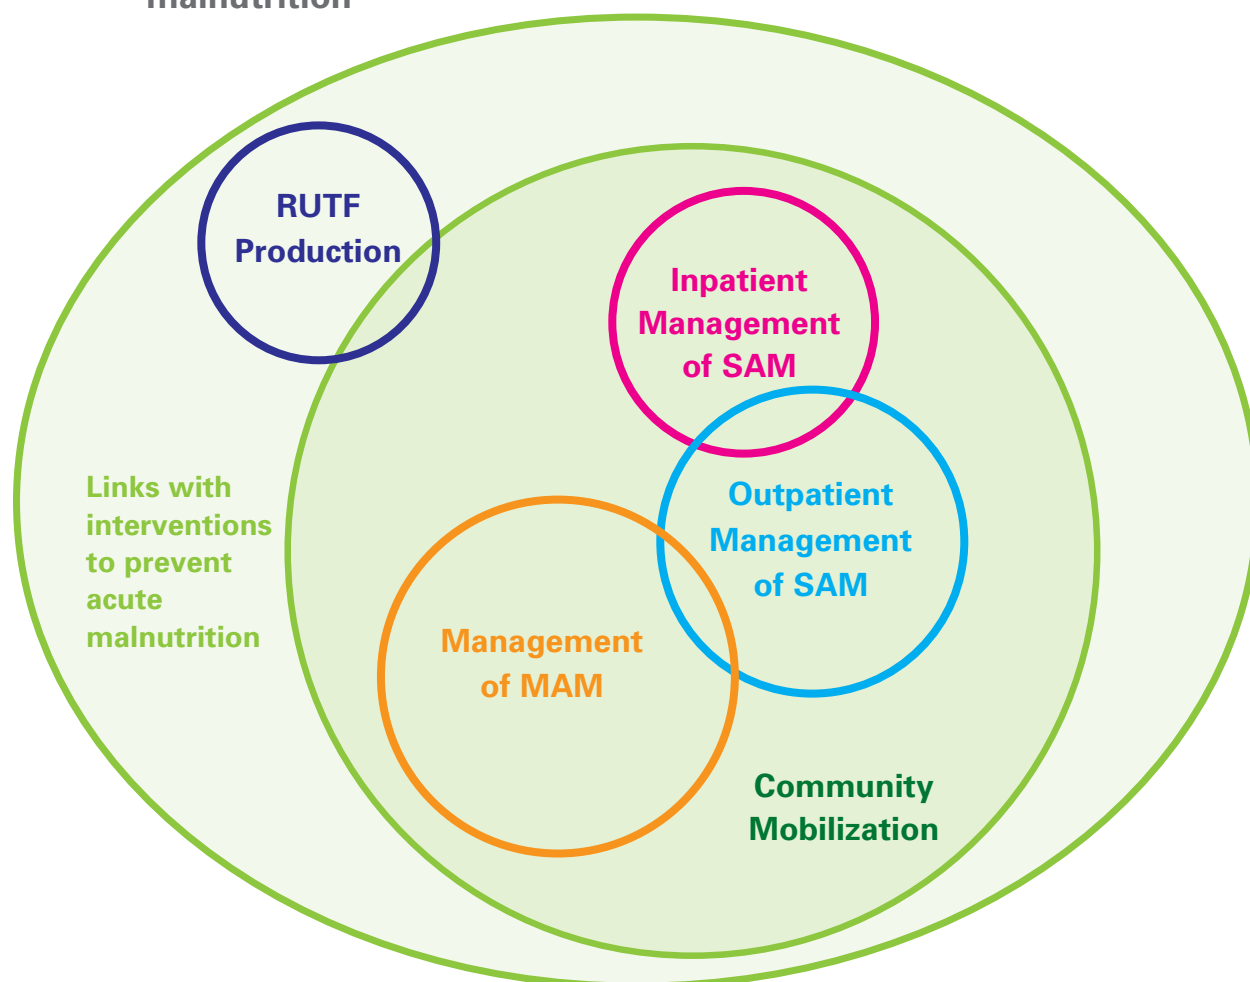 malnutrition
RUTF
Production
Inpatient
Management
of SAM
Links with
interventions
to prevent
acute
malnutrition
Outpatient
Management
of SAM
Management
of MAM
Community
Mobilization